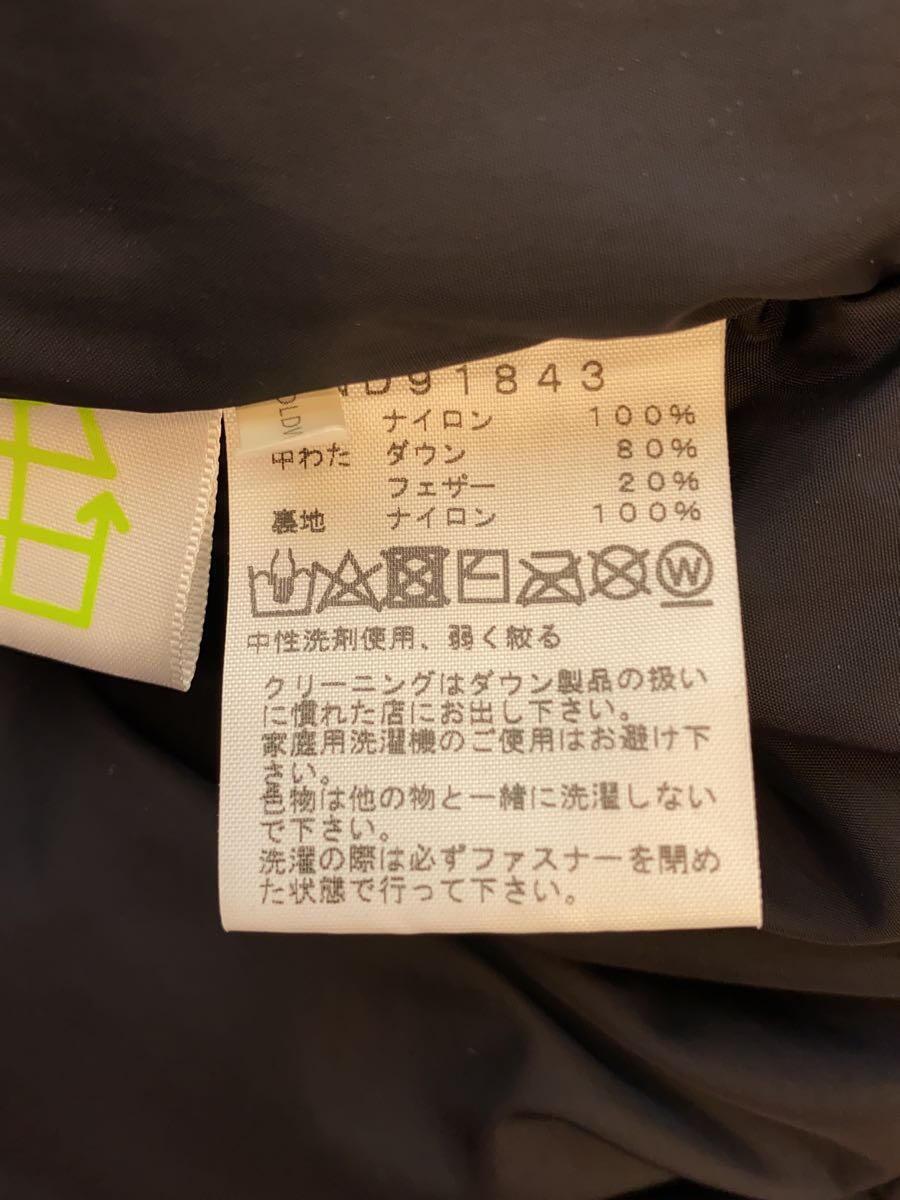 D91843
OLDW
ナイロン 100%
中わた ダウン 80%
フェザー 20%
裏地 ナイロン 100%
W
中性洗剤使用、弱く絞る
クリーニングはダウン製品の扱い
に慣れた店にお出し下さい。
家庭用洗濯機のご使用はお避け下
さい。
色物は他の物と一緒に洗濯しない
で下さい。
洗濯の際は必ずファスナーを閉め
た状態で行って下さい。